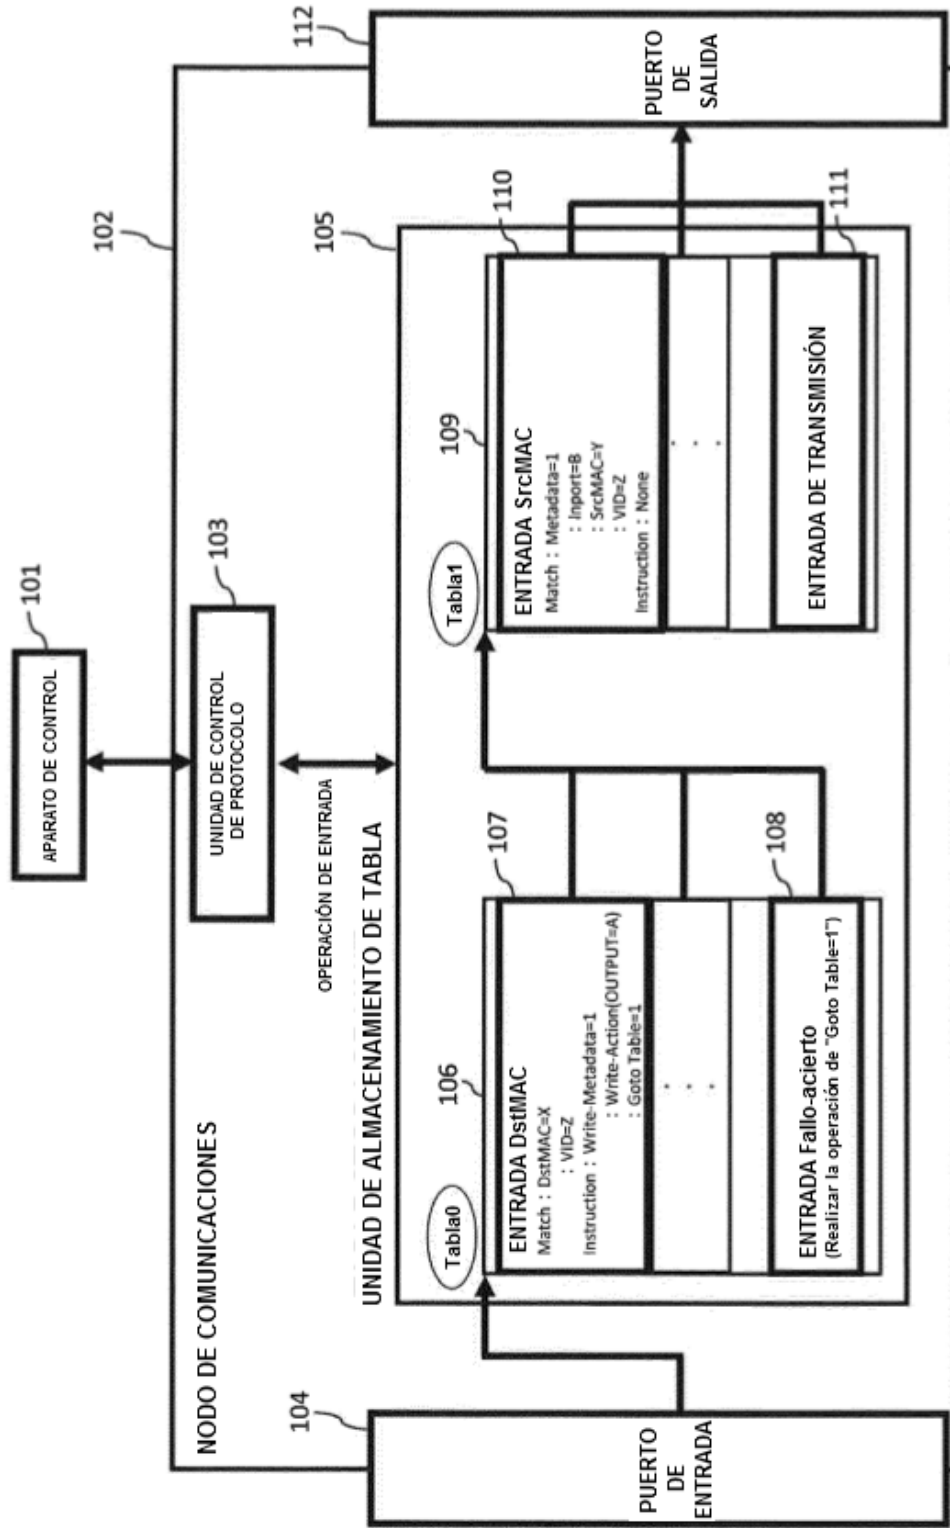 101
APARATO DE CONTROL
102
NODO DE COMUNICACIONES
103
UNIDAD DE CONTROL
DE PROTOCOLO
OPERACIÓN DE ENTRADA
104
PUERTO
DE
ENTRADA
105
UNIDAD DE ALMACENAMIENTO DE TABLA
Tabla0
106
107
ENTRADA DstMAC
Match : DstMAC=X
: VID=Z
Instruction : Write-Metadata=1
: Write-Action(OUTPUT=A)
: Goto Table=1
. . .
108
ENTRADA Fallo-acierto
(Realizar la operación de "Goto Table=1")
Tabla1
109
110
ENTRADA SrcMAC
Match : Metadata=1
: Inport=B
: SrcMAC=Y
: VID=Z
Instruction : None
. . .
111
ENTRADA DE TRANSMISIÓN
112
PUERTO
DE
SALIDA